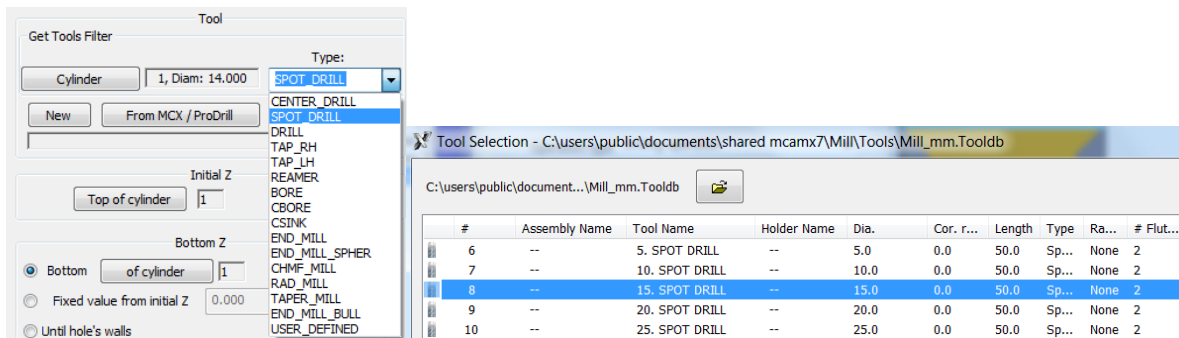 Tool
Get Tools Filter
Type:
Cylinder 1, Diam: 14.000 SPOT_DRILL
New From MCX / ProDrill
CENTER_DRILL
SPOT_DRILL
DRILL
TAP_RH
TAP_LH
REAMER
BORE
CBORE
CSINK
END_MILL
END_MILL_SPHER
CHMF_MILL
RAD_MILL
TAPER_MILL
END_MILL_BULL
USER_DEFINED
Initial Z
Top of cylinder 1
Bottom Z
Bottom of cylinder 1
Fixed value from initial Z 0.000
Until hole's walls
Tool Selection - C:\users\public\documents\shared mcamx7\Mill\Tools\Mill_mm.Tooldb
C:\users\public\document...\Mill_mm.Tooldb
# Assembly Name Tool Name Holder Name Dia. Cor. r... Length Type Ra... # Flut...
6 -- 5. SPOT DRILL -- 5.0 0.0 50.0 Sp... None 2
7 -- 10. SPOT DRILL -- 10.0 0.0 50.0 Sp... None 2
8 -- 15. SPOT DRILL -- 15.0 0.0 50.0 Sp... None 2
9 -- 20. SPOT DRILL -- 20.0 0.0 50.0 Sp... None 2
10 -- 25. SPOT DRILL -- 25.0 0.0 50.0 Sp... None 2